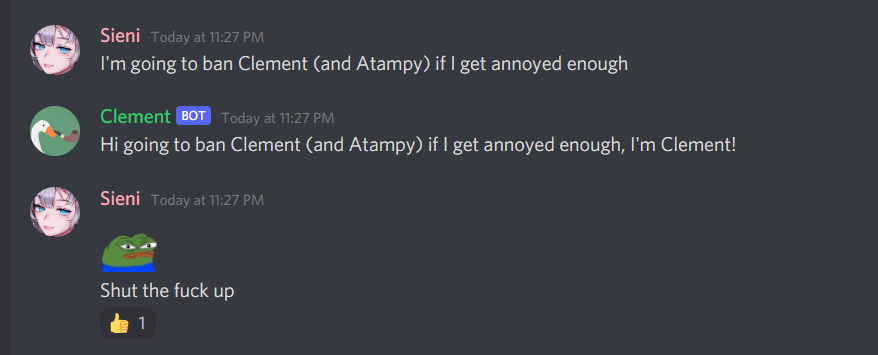 Sieni Today at 11:27 PM
I'm going to ban Clement (and Atampy) if I get annoyed enough
Clement BOT Today at 11:27 PM
Hi going to ban Clement (and Atampy) if I get annoyed enough, I'm Clement!
Sieni Today at 11:27 PM
Shut the fuck up
1